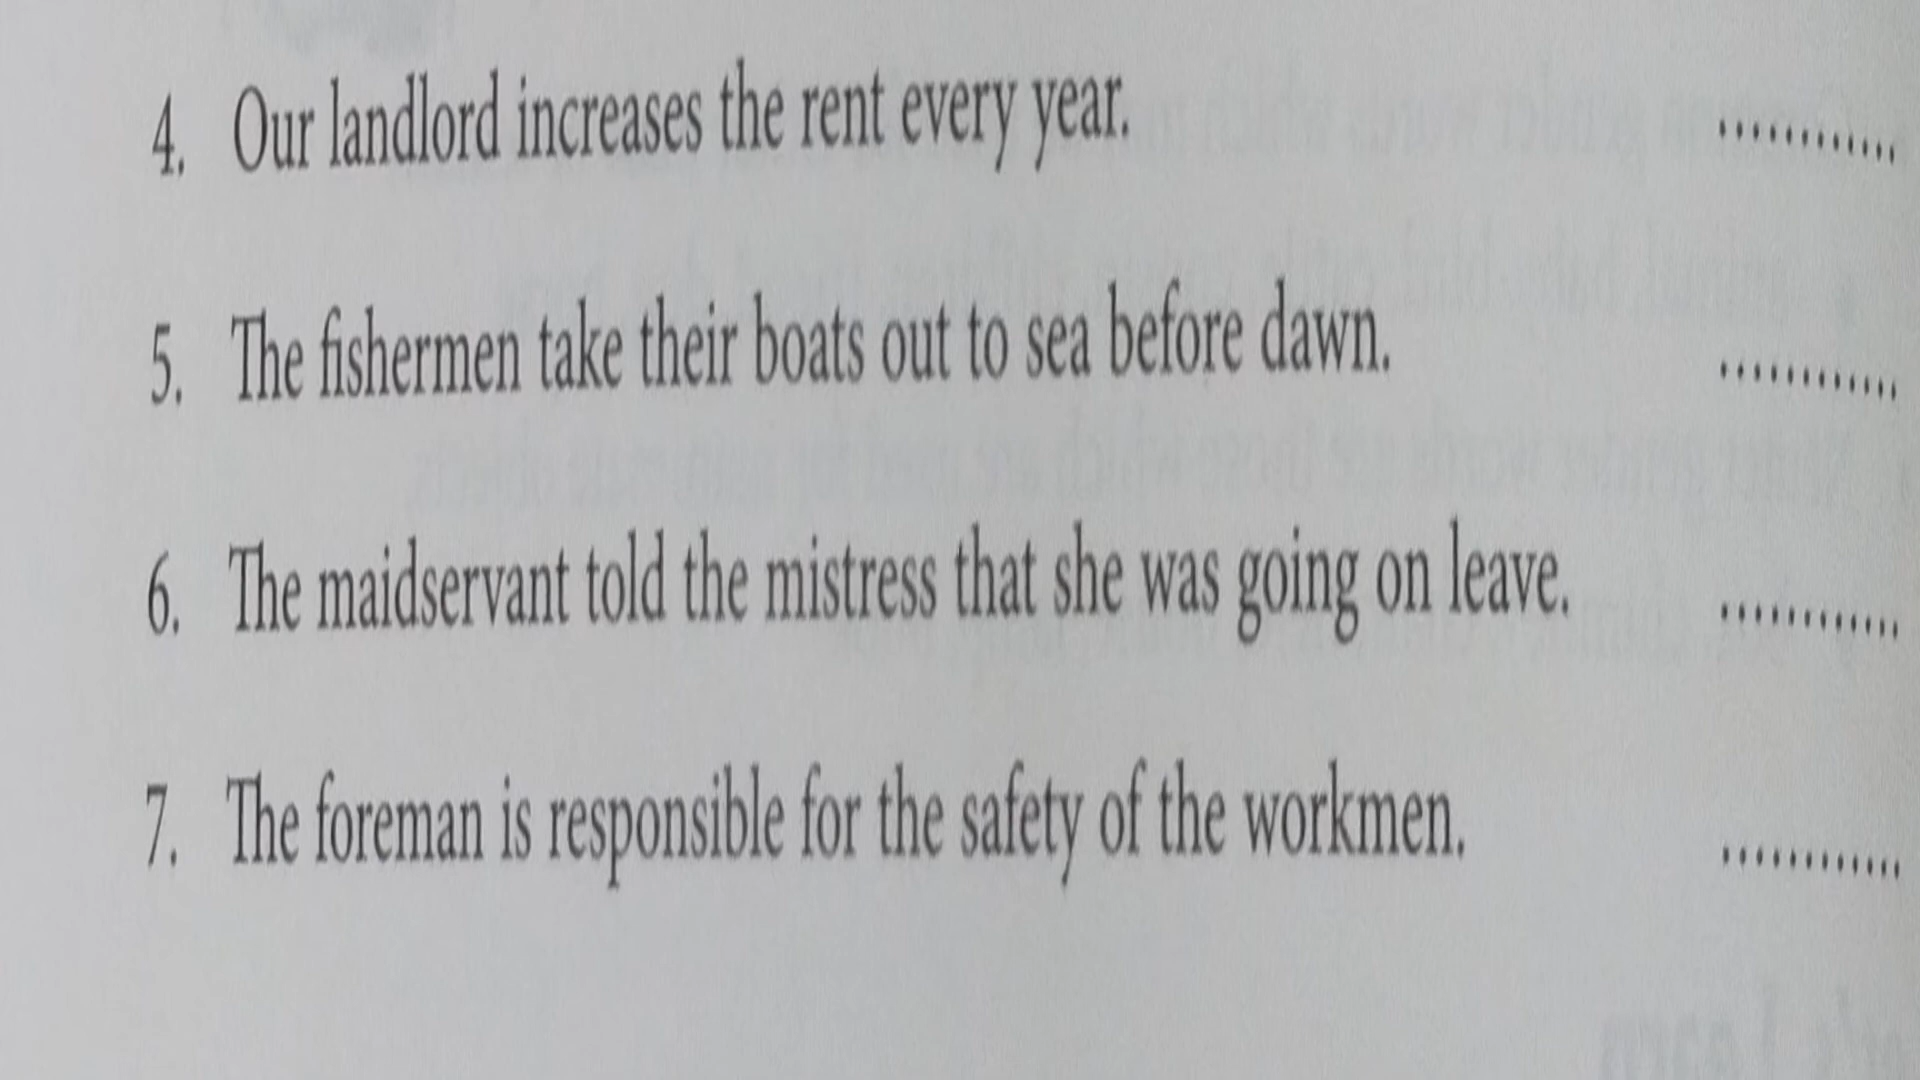 4. Our landlord increases the rent every year. ............
5. The fishermen take their boats out to sea before dawn. ............
6. The maidservant told the mistress that she was going on leave. ............
7. The foreman is responsible for the safety of the workmen. ............